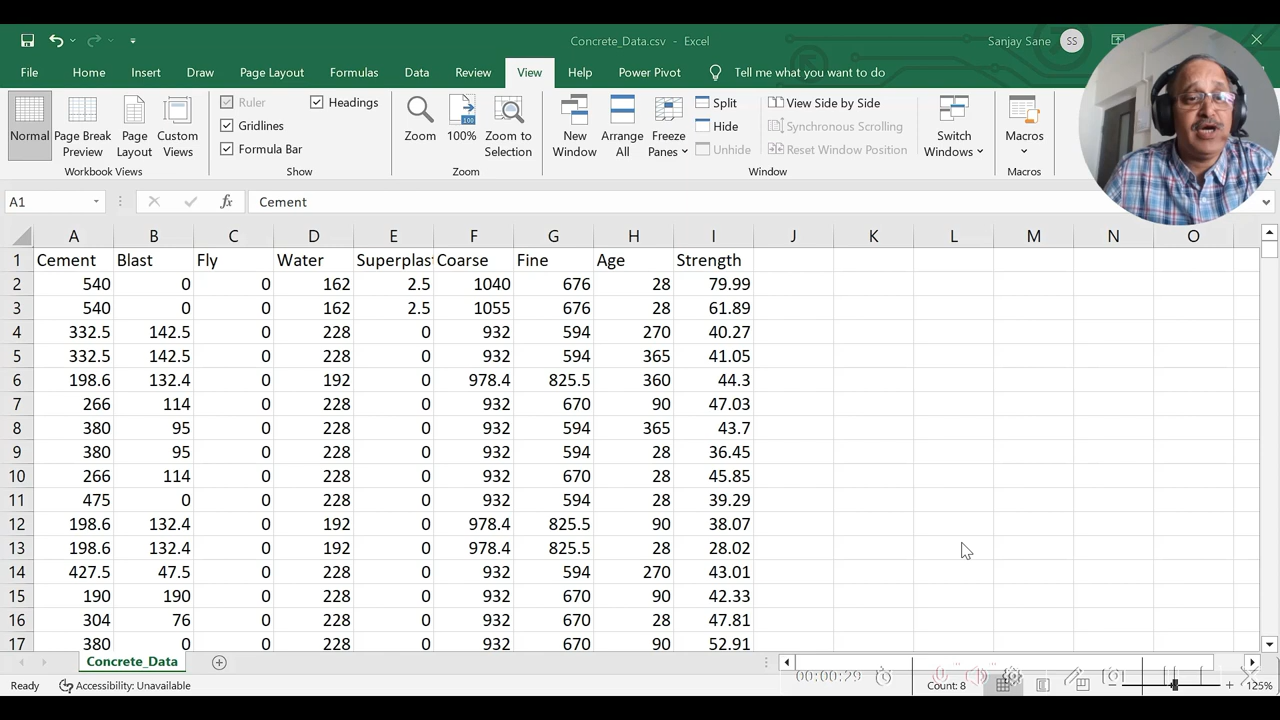 Concrete_Data.csv - Excel
Sanjay Sane SS
File Home Insert Draw Page Layout Formulas Data Review View Help Power Pivot Tell me what you want to do
Normal
Page Break Preview
Page Layout
Custom Views
Workbook Views
Ruler
Gridlines
Formula Bar
Headings
Show
Zoom
100%
Zoom to Selection
Zoom
New Window
Arrange All
Freeze Panes
Split
Hide
Unhide
View Side by Side
Synchronous Scrolling
Reset Window Position
Window
Switch Windows
Macros
Macros
A1 fx Cement
A B C D E F G H I J K L M N O
1 Cement Blast Fly Water Superplast Coarse Fine Age Strength
2 540 0 0 162 2.5 1040 676 28 79.99
3 540 0 0 162 2.5 1055 676 28 61.89
4 332.5 142.5 0 228 0 932 594 270 40.27
5 332.5 142.5 0 228 0 932 594 365 41.05
6 198.6 132.4 0 192 0 978.4 825.5 360 44.3
7 266 114 0 228 0 932 670 90 47.03
8 380 95 0 228 0 932 594 365 43.7
9 380 95 0 228 0 932 594 28 36.45
10 266 114 0 228 0 932 670 28 45.85
11 475 0 0 228 0 932 594 28 39.29
12 198.6 132.4 0 192 0 978.4 825.5 90 38.07
13 198.6 132.4 0 192 0 978.4 825.5 28 28.02
14 427.5 47.5 0 228 0 932 594 270 43.01
15 190 190 0 228 0 932 670 90 42.33
16 304 76 0 228 0 932 670 28 47.81
17 380 0 0 228 0 932 670 90 52.91
Concrete_Data
Ready Accessibility: Unavailable 00:00:29 Count: 8 125%